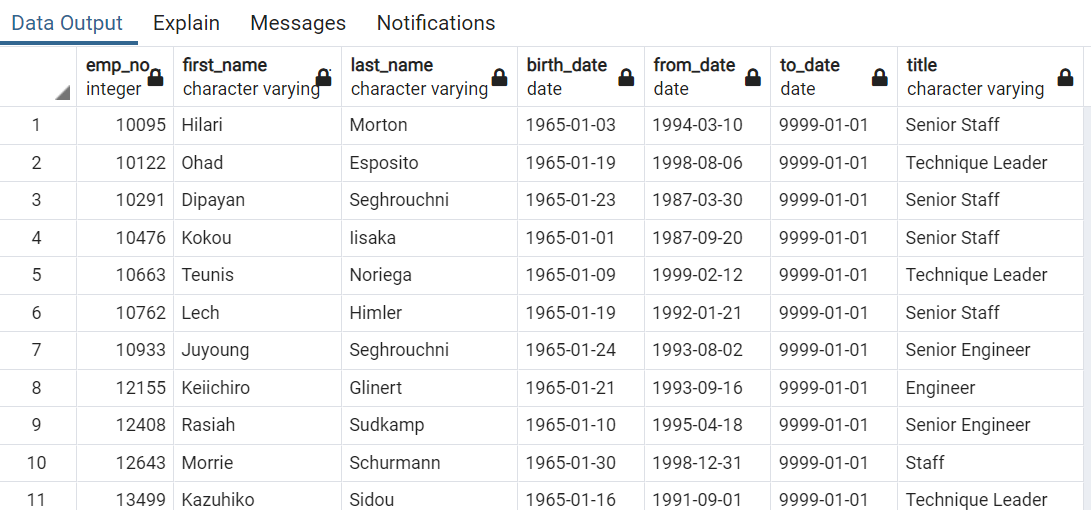 Data Output Explain Messages Notifications
emp_no first_name last_name birth_date from_date to_date title
integer character varying character varying date date date character varying
1 10095 Hilari Morton 1965-01-03 1994-03-10 9999-01-01 Senior Staff
2 10122 Ohad Esposito 1965-01-19 1998-08-06 9999-01-01 Technique Leader
3 10291 Dipayan Seghrouchni 1965-01-23 1987-03-30 9999-01-01 Senior Staff
4 10476 Kokou Iisaka 1965-01-01 1987-09-20 9999-01-01 Senior Staff
5 10663 Teunis Noriega 1965-01-09 1999-02-12 9999-01-01 Technique Leader
6 10762 Lech Himler 1965-01-19 1992-01-21 9999-01-01 Senior Staff
7 10933 Juyoung Seghrouchni 1965-01-24 1993-08-02 9999-01-01 Senior Engineer
8 12155 Keiichiro Glinert 1965-01-21 1993-09-16 9999-01-01 Engineer
9 12408 Rasiah Sudkamp 1965-01-10 1995-04-18 9999-01-01 Senior Engineer
10 12643 Morrie Schurmann 1965-01-30 1998-12-31 9999-01-01 Staff
11 13499 Kazuhiko Sidou 1965-01-16 1991-09-01 9999-01-01 Technique Leader